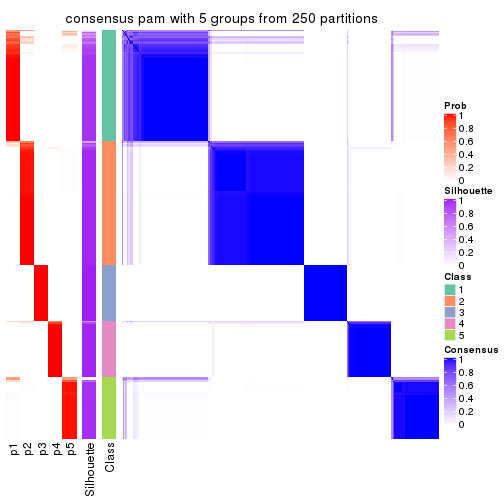 consensus pam with 5 groups from 250 partitions
Prob
1
0.8
0.6
0.4
0.2
0
Silhouette
1
0.8
0.6
0.4
0.2
0
Class
1
2
3
4
5
Consensus
1
0.8
0.6
0.4
0.2
0
p1
p2
p3
p4
p5
Silhouette
Class